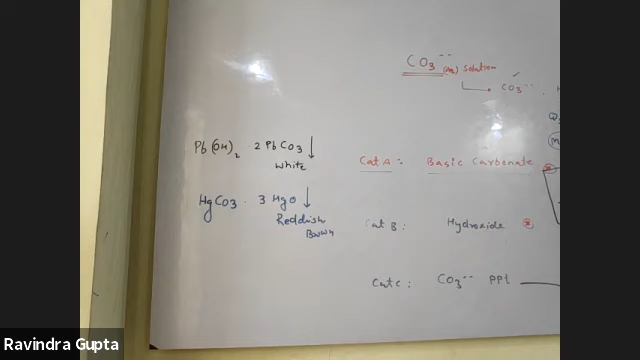 CO3-- (aq) solution
CO3-- . H
Pb(OH)2 2PbCO3 ↓
white
Cat A :- Basic Carbonate
HgCO3 . 3HgO ↓
Reddish
Brown
Cat B : Hydroxide
Cat C : CO3-- PPt
Ravindra Gupta